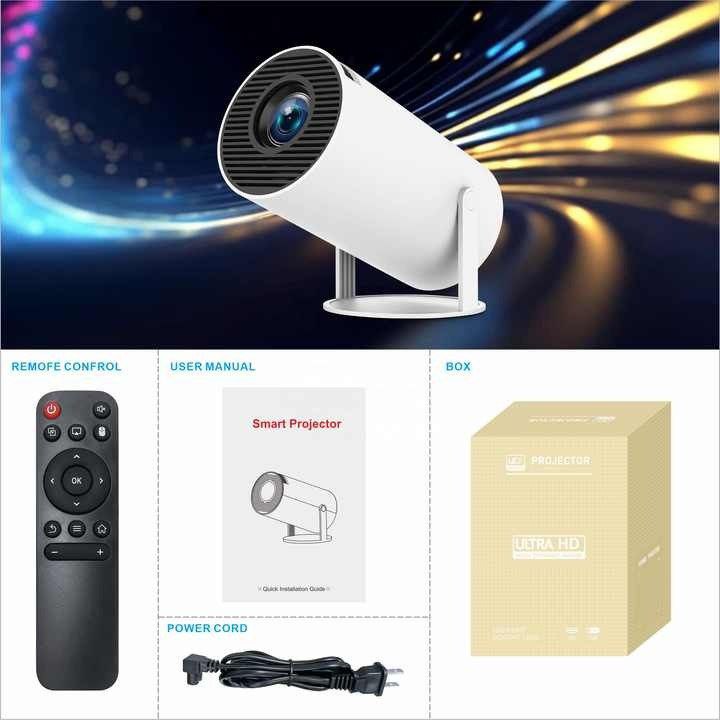 REMOFE CONFROL
USER MANUAL
BOX
Smart Projector
Quick Installation Guide
PROJECTOR
ULTRA HD
OK
POWER CORD